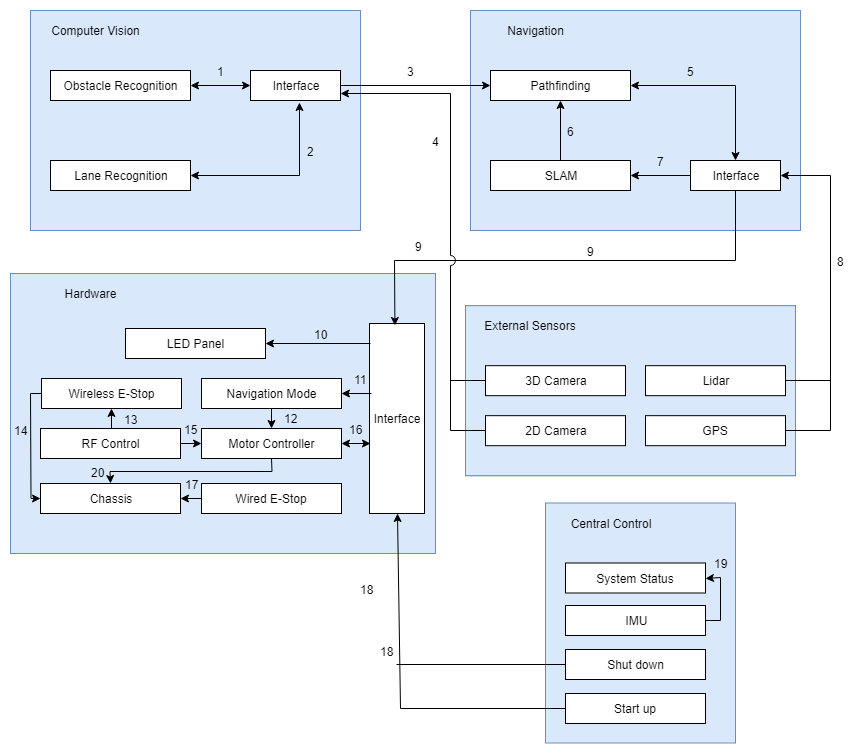 Computer Vision
Obstacle Recognition
1
Interface
2
Lane Recognition
3
4
Navigation
Pathfinding
5
6
SLAM
7
Interface
8
9
9
Hardware
LED Panel
10
Wireless E-Stop
Navigation Mode
11
14
13
12
RF Control
15
Motor Controller
16
Interface
20
17
Chassis
Wired E-Stop
External Sensors
3D Camera
Lidar
2D Camera
GPS
18
18
Central Control
System Status
19
IMU
Shut down
Start up